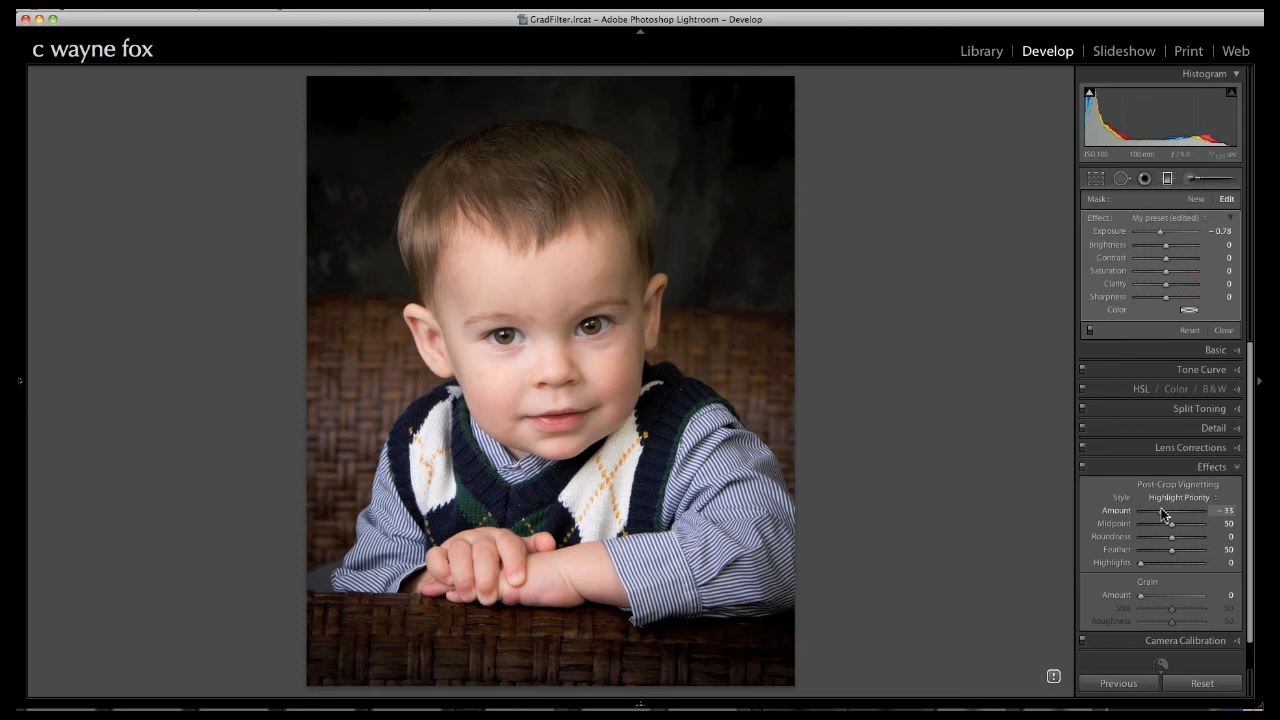 GradFilter.lrcat – Adobe Photoshop Lightroom – Develop
c wayne fox
Library | Develop | Slideshow | Print | Web
Histogram
ISO 100 100 mm ƒ / 9.0 sec
Mask : New Edit
Effect : My preset (edited)
Exposure – 0.78
Brightness 0
Contrast 0
Saturation 0
Clarity 0
Sharpness 0
Color
Reset Close
Basic
Tone Curve
HSL / Color / B & W
Split Toning
Detail
Lens Corrections
Effects
Post-Crop Vignetting
Style Highlight Priority
Amount – 33
Midpoint 50
Roundness 0
Feather 50
Highlights 0
Grain
Amount 0
Size 50
Roughness 50
Camera Calibration
Previous Reset